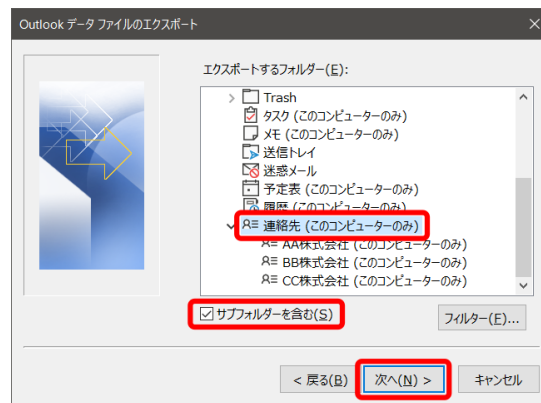 Outlook データ ファイルのエクスポート
エクスポートするフォルダー(E):
Trash
タスク (このコンピューターのみ)
メモ (このコンピューターのみ)
送信トレイ
迷惑メール
予定表 (このコンピューターのみ)
履歴 (このコンピューターのみ)
連絡先 (このコンピューターのみ)
AA株式会社 (このコンピューターのみ)
BB株式会社 (このコンピューターのみ)
CC株式会社 (このコンピューターのみ)
サブフォルダーを含む(S)
フィルター(F)...
< 戻る(B) 次へ(N) > キャンセル